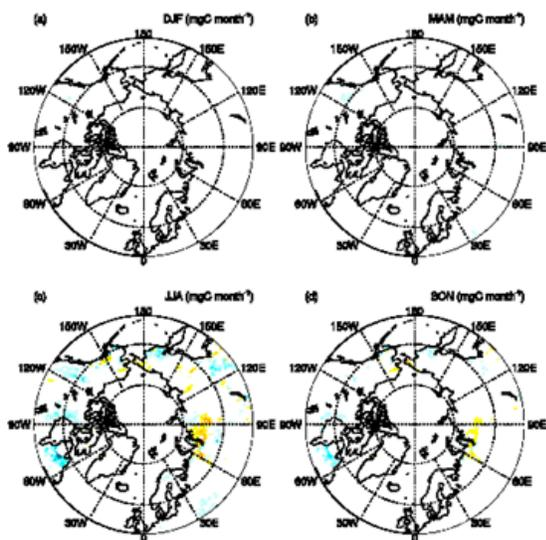 (a) DJF (mgC month⁻¹)
180
150W 150E
120W 120E
90W 90E
60W 60E
30W 30E
0
(b) MAM (mgC month⁻¹)
180
150W 150E
120W 120E
90W 90E
60W 60E
30W 30E
0
(c) JJA (mgC month⁻¹)
180
150W 150E
120W 120E
90W 90E
60W 60E
30W 30E
0
(d) SON (mgC month⁻¹)
180
150W 150E
120W 120E
90W 90E
60W 60E
30W 30E
0